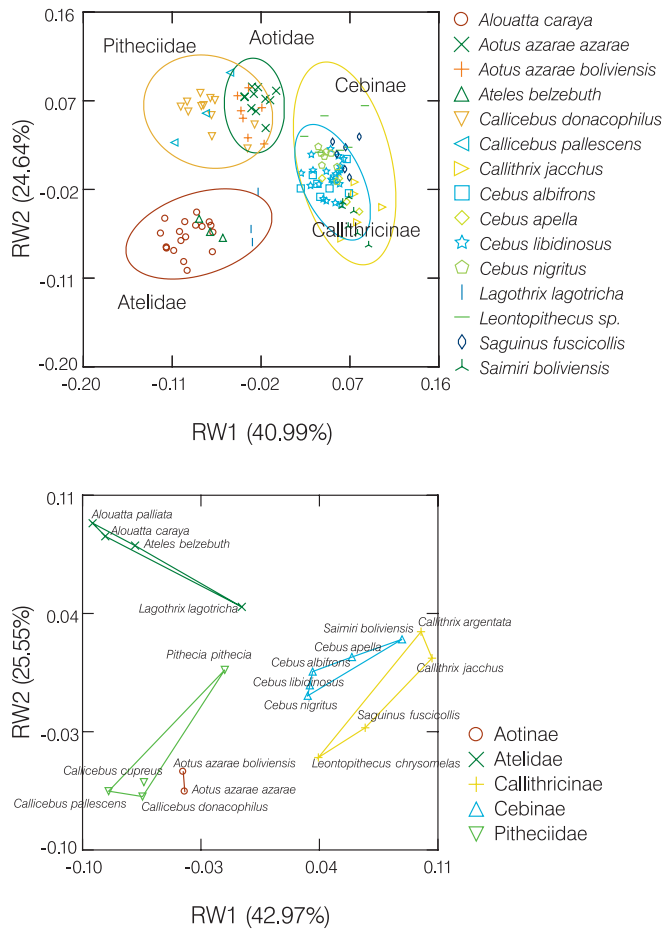 0.16
0.07
-0.02
-0.11
-0.20
RW2 (24.64%)
Pitheciidae
Aotidae
Cebinae
Callithricinae
Atelidae
-0.20
-0.11
-0.02
0.07
0.16
RW1 (40.99%)
Alouatta caraya
Aotus azarae azarae
Aotus azarae boliviensis
Ateles belzebuth
Callicebus donacophilus
Callicebus pallescens
Callithrix jacchus
Cebus albifrons
Cebus apella
Cebus libidinosus
Cebus nigritus
Lagothrix lagotricha
Leontopithecus sp.
Saguinus fuscicollis
Saimiri boliviensis
0.11
0.04
-0.03
-0.10
RW2 (25.55%)
Alouatta palliata
Alouatta caraya
Ateles belzebuth
Lagothrix lagotricha
Pithecia pithecia
Saimiri boliviensis
Callithrix argentata
Cebus apella
Cebus albifrons
Callithrix jacchus
Cebus libidinosus
Cebus nigritus
Saguinus fuscicollis
Leontopithecus chrysomelas
Aotus azarae boliviensis
Callicebus cupreus
Aotus azarae azarae
Callicebus pallescens
Callicebus donacophilus
-0.10
-0.03
0.04
0.11
RW1 (42.97%)
Aotinae
Atelidae
Callithricinae
Cebinae
Pitheciidae